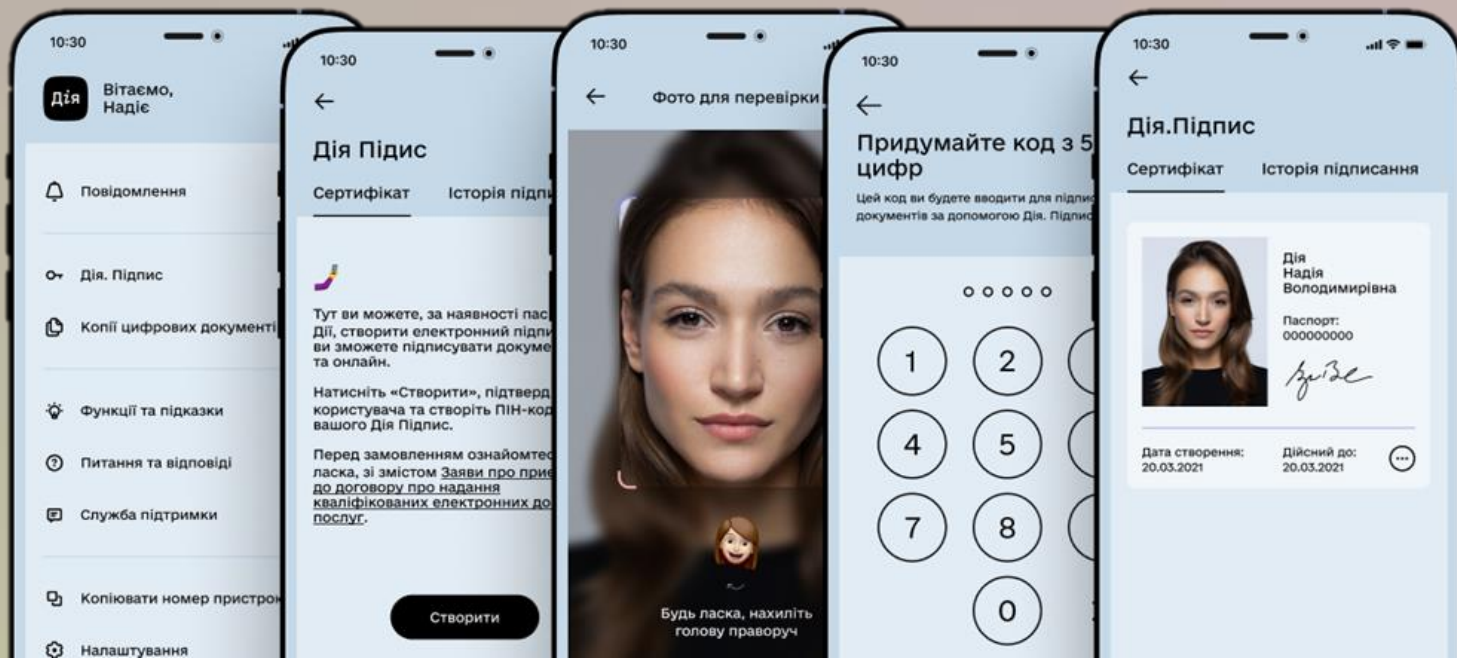 10:30
Дія
Вітаємо,
Надіє
Повідомлення
Дія. Підпис
Копії цифрових документі
Функції та підказки
Питання та відповіді
Служба підтримки
Копіювати номер пристрою
Налаштування
10:30
Дія Підис
Сертифікат Історія підпи
Тут ви можете, за наявності пас
Дії, створити електронний підпи
ви зможете підписувати докуме
та онлайн.
Натисніть «Створити», підтверд
користувача та створіть ПІН-код
вашого Дія Підпис.
Перед замовленням ознайомтес
ласка, зі змістом Заяви про приє
до договору про надання
кваліфікованих електронних до
послуг.
Створити
10:30
Фото для перевірки
Будь ласка, нахиліть
голову праворуч
10:30
Придумайте код з 5
цифр
Цей код ви будете вводити для підпис
документів за допомогою Дія. Підпис
1 2
4 5
7 8
0
10:30
Дія.Підпис
Сертифікат Історія підписання
Дія
Надія
Володимирівна
Паспорт:
000000000
Дата створення: Дійсний до:
20.03.2021 20.03.2021